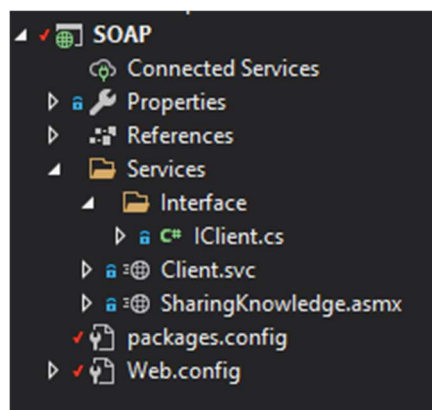 SOAP
Connected Services
Properties
References
Services
Interface
C# IClient.cs
Client.svc
SharingKnowledge.asmx
packages.config
Web.config